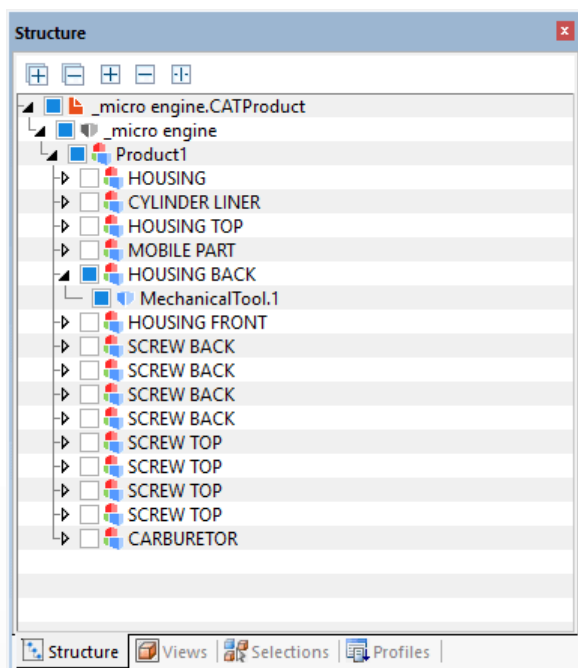 Structure
_micro engine.CATProduct
_micro engine
Product1
HOUSING
CYLINDER LINER
HOUSING TOP
MOBILE PART
HOUSING BACK
MechanicalTool.1
HOUSING FRONT
SCREW BACK
SCREW BACK
SCREW BACK
SCREW BACK
SCREW TOP
SCREW TOP
SCREW TOP
SCREW TOP
CARBURETOR
Structure Views Selections Profiles